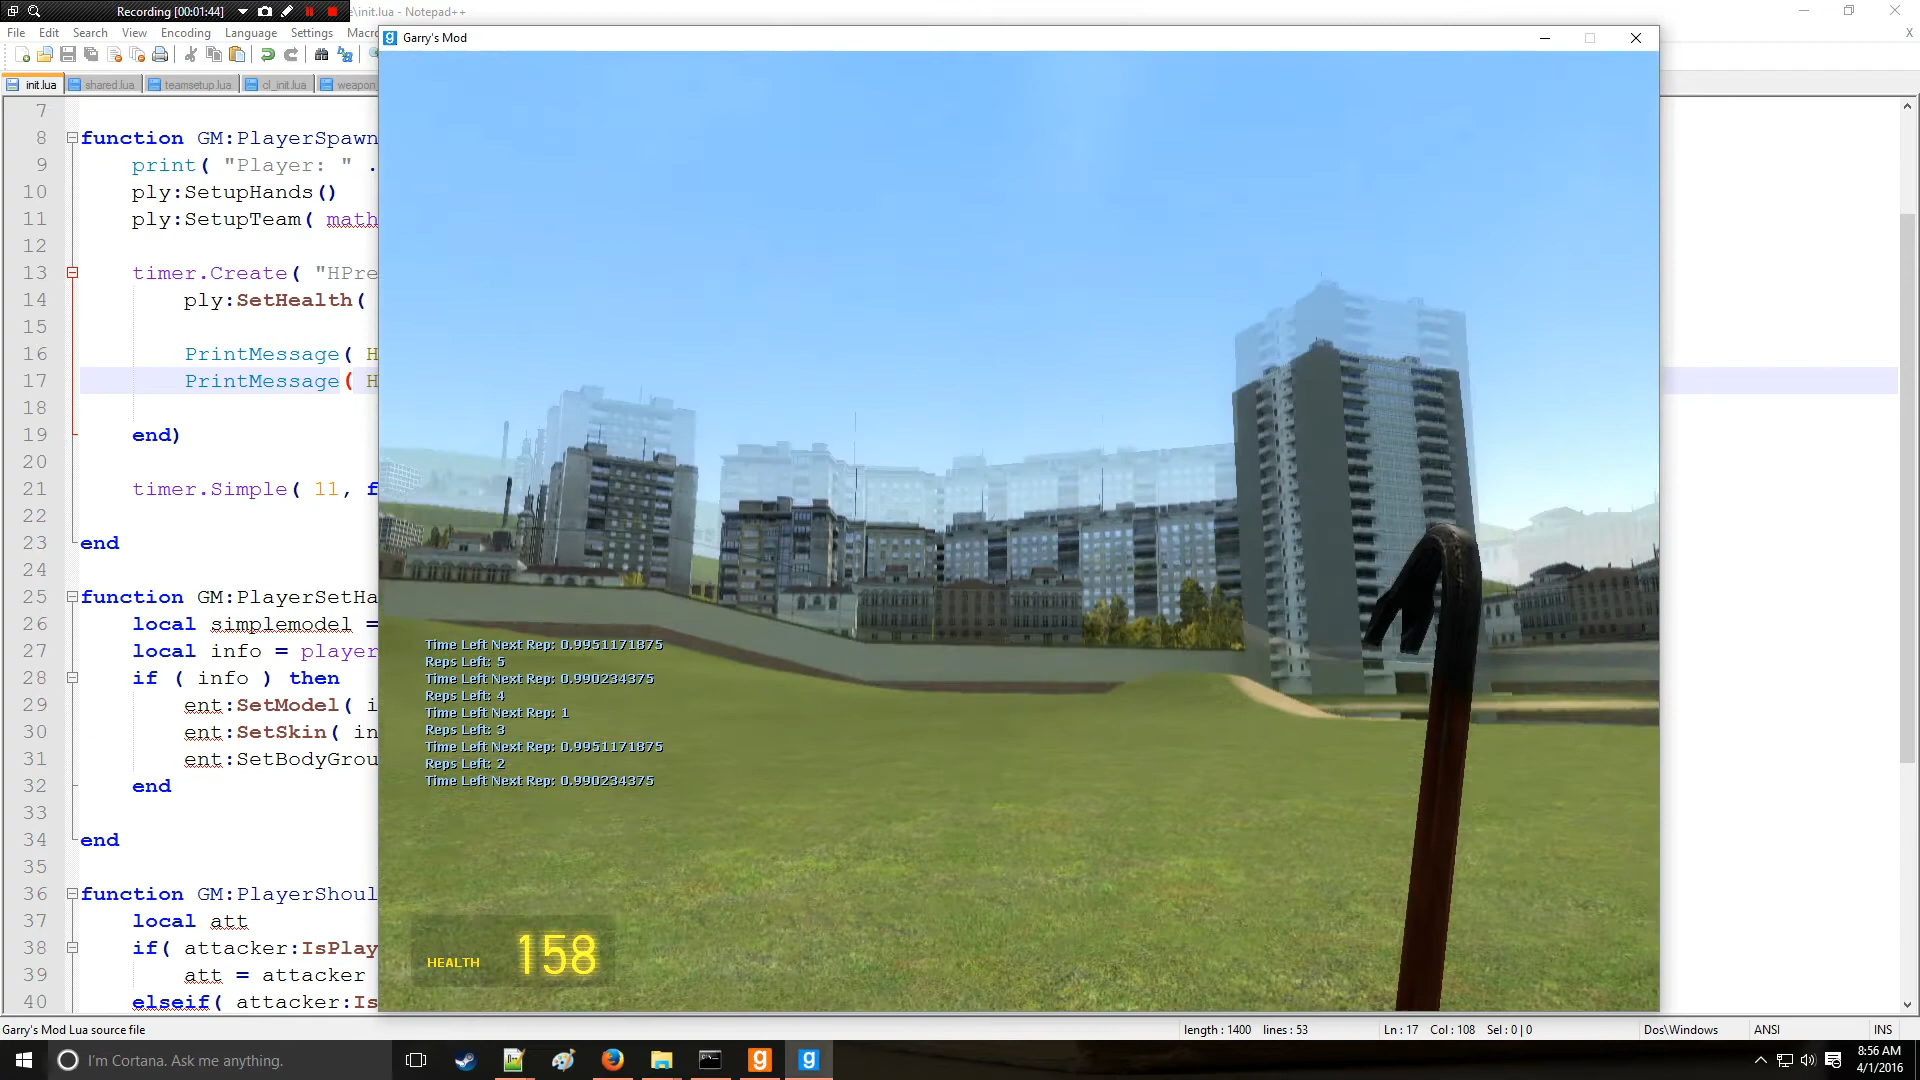 Recording [00:01:44]
e\init.lua - Notepad++
File Edit Search View Encoding Language Settings Macro
X
init.lua shared.lua teamsetup.lua cl_init.lua weapon_
Garry's Mod
7
8 function GM:PlayerSpawn
9 print( "Player: " .
10 ply:SetupHands()
11 ply:SetupTeam( math
12
13 timer.Create( "HPre
14 ply:SetHealth(
15
16 PrintMessage( H
17 PrintMessage( H
18
19 end)
20
21 timer.Simple( 11, f
22
23 end
24
25 function GM:PlayerSetHa
26 local simplemodel =
27 local info = player
28 if ( info ) then
29 ent:SetModel( i
30 ent:SetSkin( in
31 ent:SetBodyGrou
32 end
33
34 end
35
36 function GM:PlayerShoul
37 local att
38 if( attacker:IsPlay
39 att = attacker
40 elseif( attacker:Is
Time Left Next Rep: 0.9951171875
Reps Left: 5
Time Left Next Rep: 0.990234375
Reps Left: 4
Time Left Next Rep: 1
Reps Left: 3
Time Left Next Rep: 0.9951171875
Reps Left: 2
Time Left Next Rep: 0.990234375
HEALTH 158
Garry's Mod Lua source file length : 1400 lines : 53 Ln : 17 Col : 108 Sel : 0 | 0 Dos\Windows ANSI INS
I'm Cortana. Ask me anything.
8:56 AM
4/1/2016